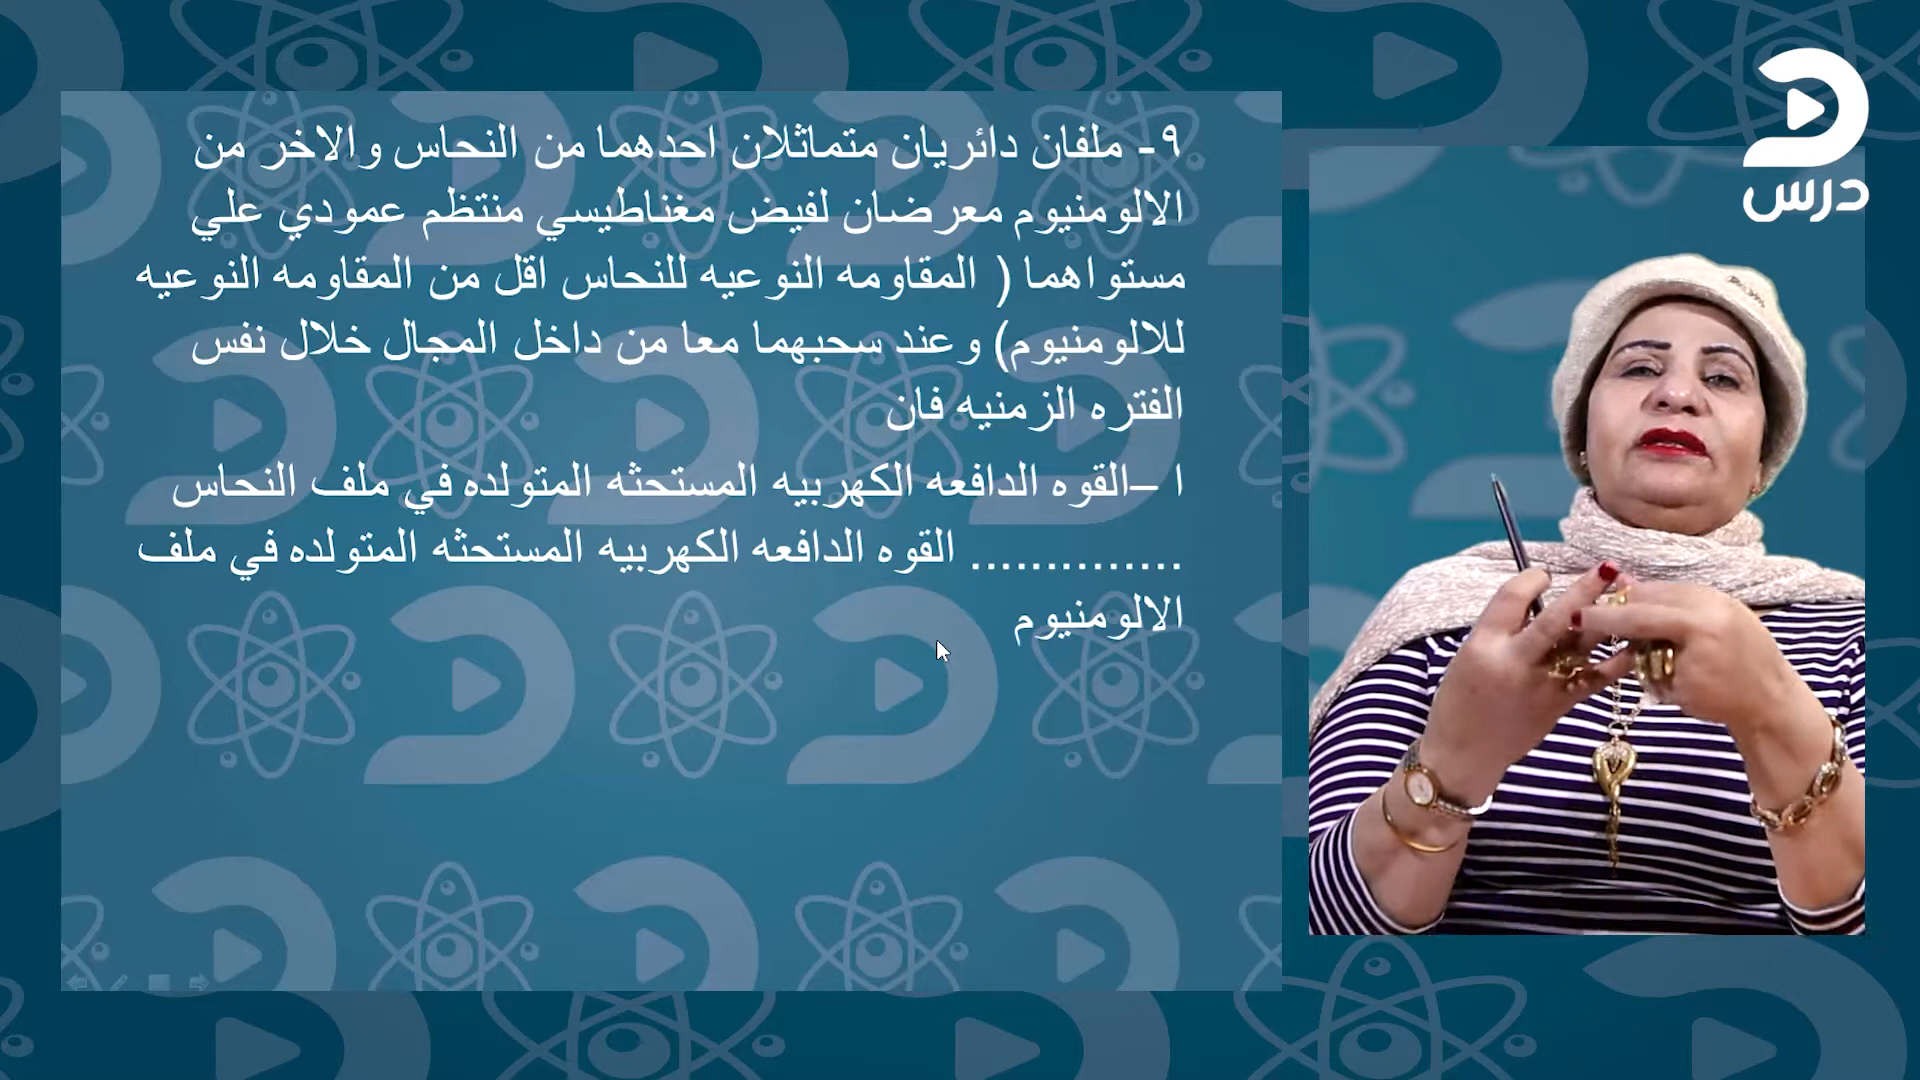 ٩- ملفان دائريان متماثلان احدهما من النحاس والاخر من
الالومنيوم معرضان لفيض مغناطيسي منتظم عمودي علي
مستواهما ( المقاومه النوعيه للنحاس اقل من المقاومه النوعيه
للالومنيوم) وعند سحبهما معا من داخل المجال خلال نفس
الفتره الزمنيه فان
ا –القوه الدافعه الكهربيه المستحثه المتولده في ملف النحاس
.............. القوه الدافعه الكهربيه المستحثه المتولده في ملف
الالومنيوم
درس